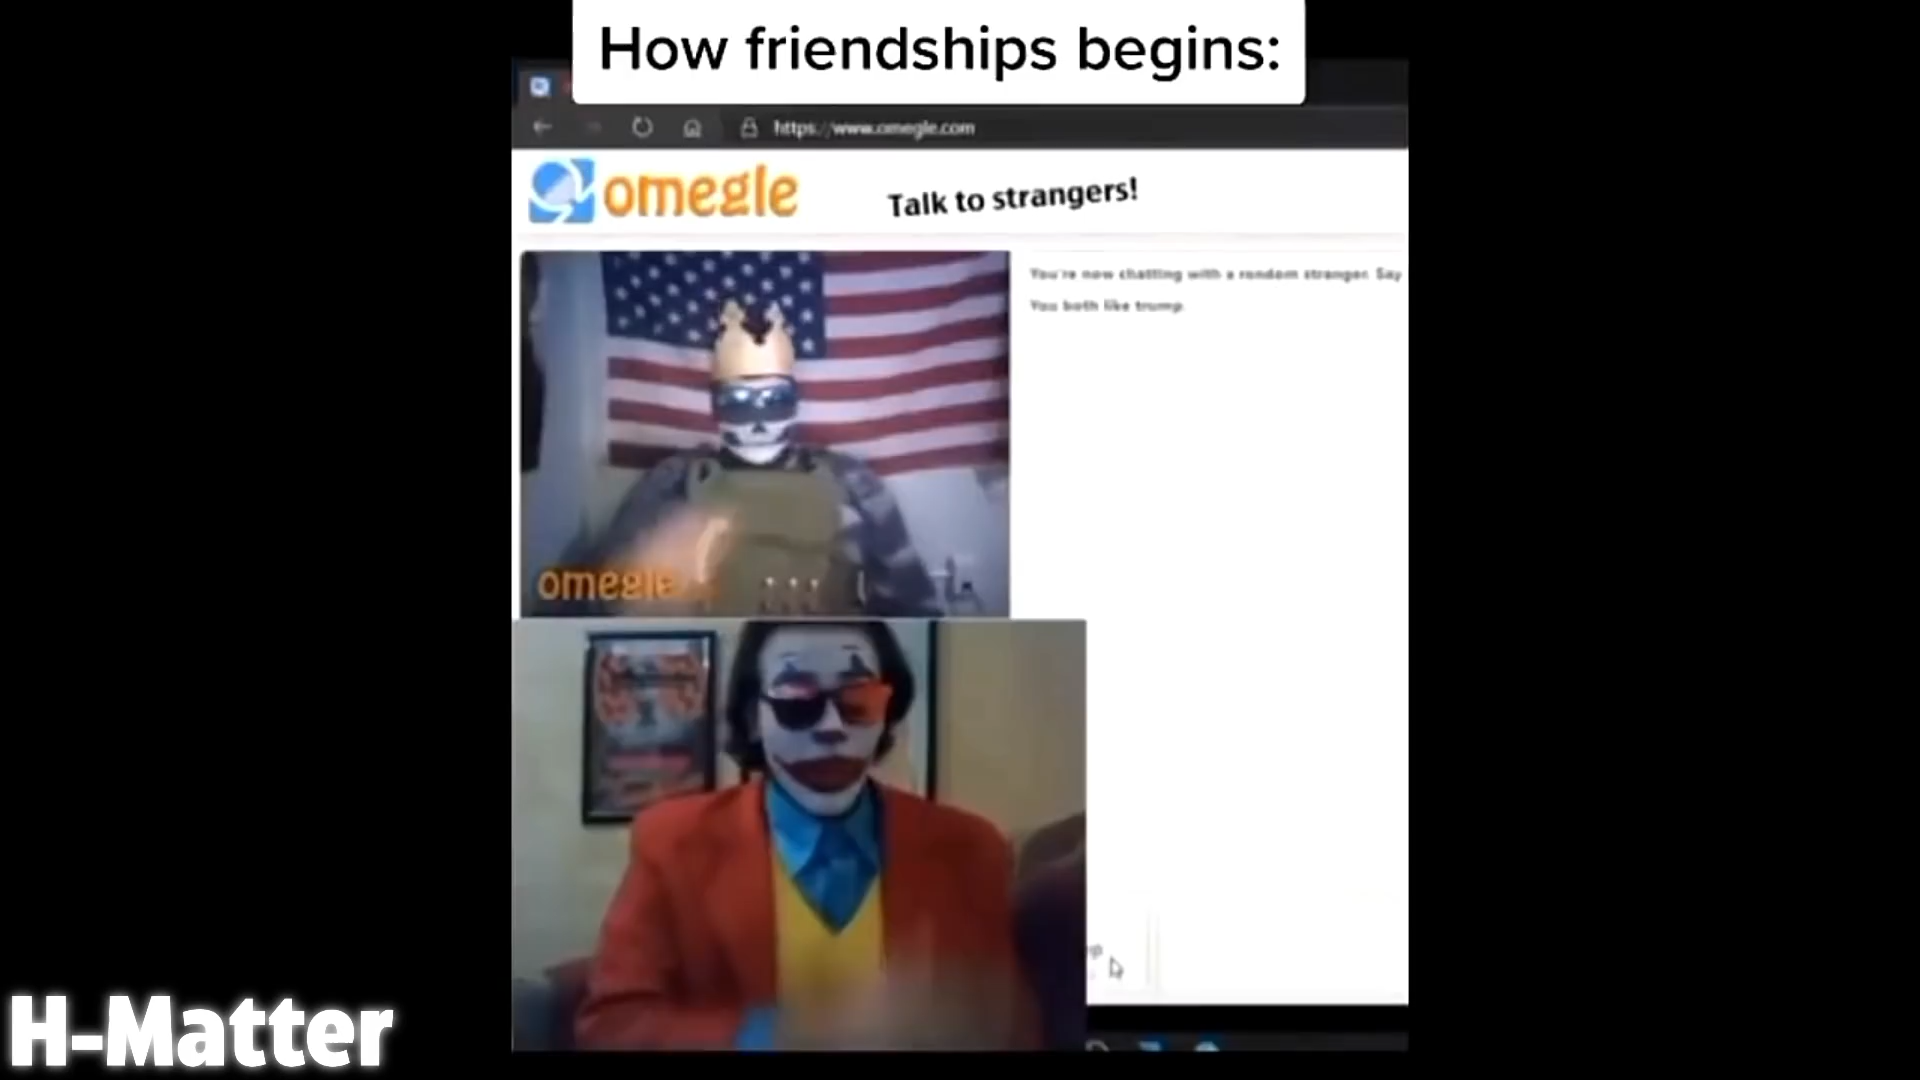 How friendships begins:
https://www.omegle.com
omegle
Talk to strangers!
You're now chatting with a random stranger. Say
You both like trump.
omegle
H-Matter